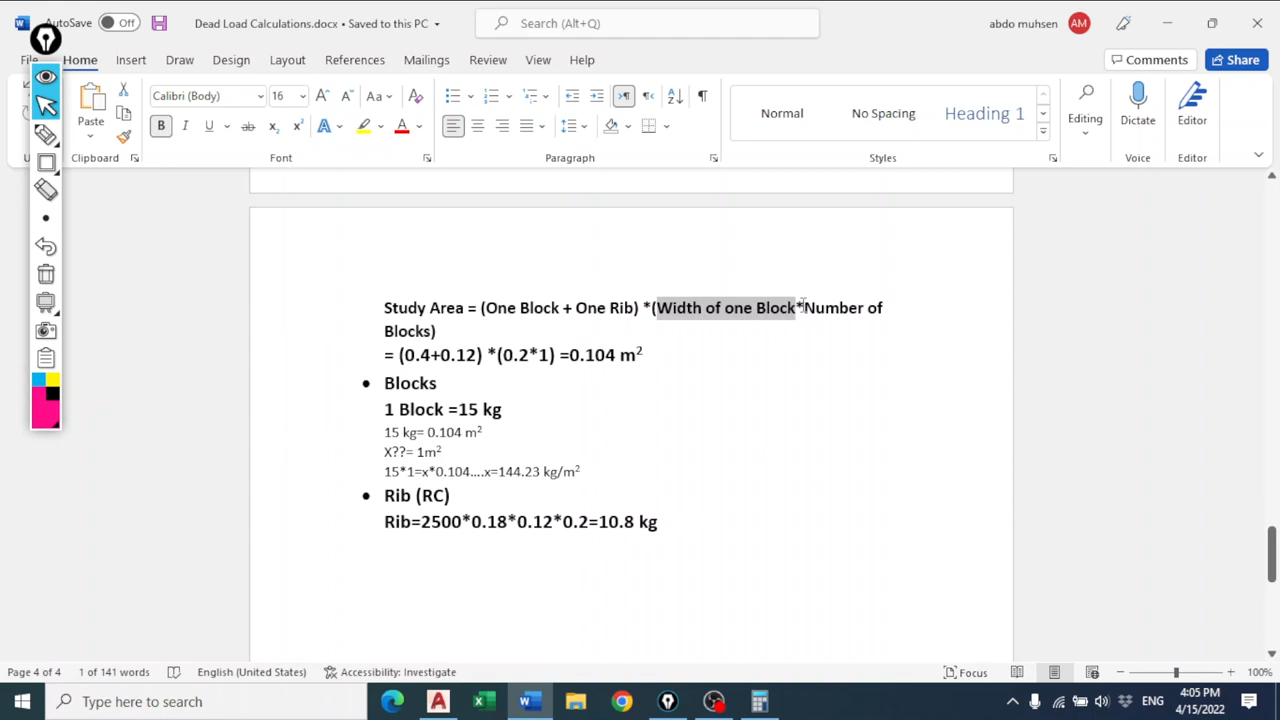 AutoSave Off Dead Load Calculations.docx • Saved to this PC Search (Alt+Q) abdo muhsen AM
File Home Insert Draw Design Layout References Mailings Review View Help Comments Share
Paste Calibri (Body) 16 Aa Normal No Spacing Heading 1 Editing Dictate Editor
Clipboard Font Paragraph Styles Voice Editor
Study Area = (One Block + One Rib) *(Width of one Block*Number of
Blocks)
= (0.4+0.12) *(0.2*1) =0.104 m²
• Blocks
1 Block =15 kg
15 kg= 0.104 m²
X??= 1m²
15*1=x*0.104....x=144.23 kg/m²
• Rib (RC)
Rib=2500*0.18*0.12*0.2=10.8 kg
Page 4 of 4 1 of 141 words English (United States) Accessibility: Investigate Focus 100%
Type here to search ENG 4:05 PM
4/15/2022